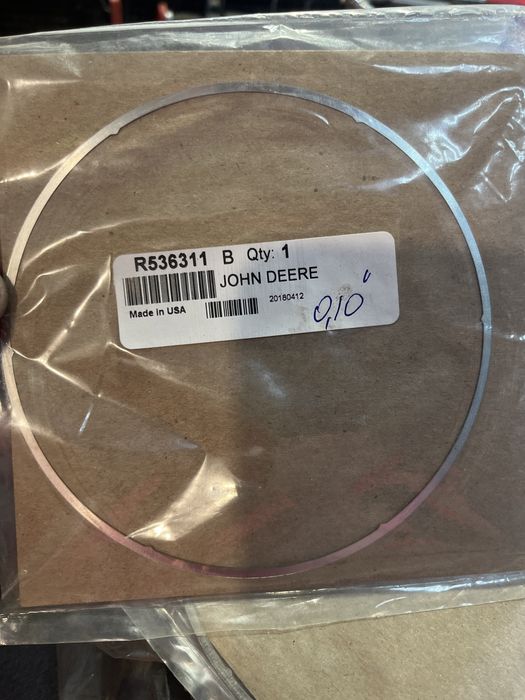 R536311 B Qty: 1
JOHN DEERE
Made in USA 20180412
0,10"